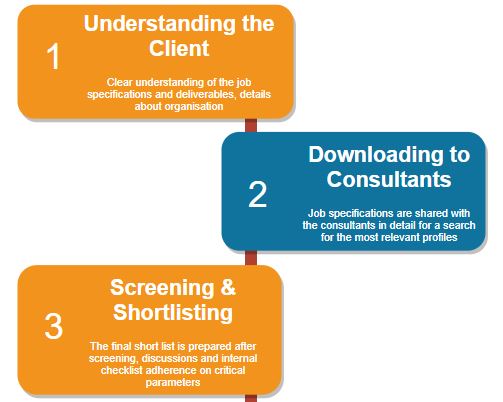 Understanding the
Client
1
Clear understanding of the job
specifications and deliverables, details
about organisation
Downloading to
Consultants
2
Job specifications are shared with
the consultants in detail for a search
for the most relevant profiles
Screening &
Shortlisting
3
The final short list is prepared after
screening, discussions and internal
checklist adherence on critical
parameters